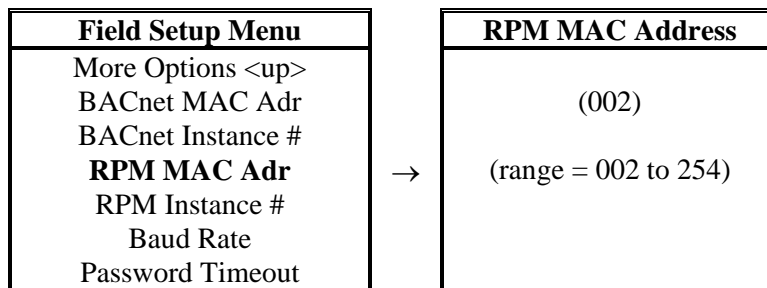 Field Setup Menu
More Options <up>
BACnet MAC Adr
BACnet Instance #
RPM MAC Adr
RPM Instance #
Baud Rate
Password Timeout
→
RPM MAC Address
(002)
(range = 002 to 254)